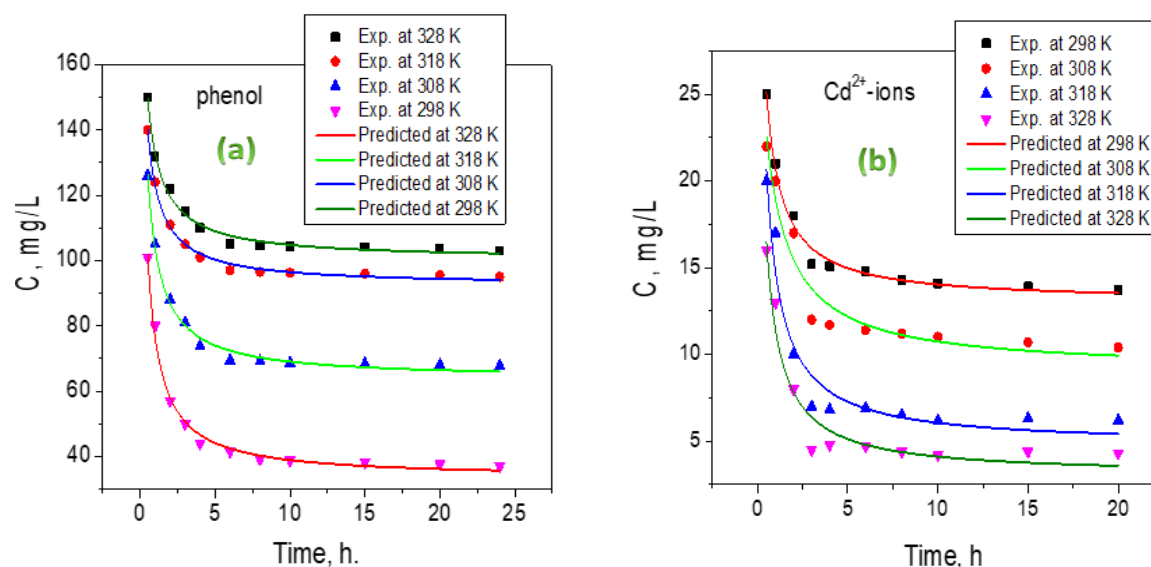 Exp. at 328 K
Exp. at 318 K
Exp. at 308 K
Exp. at 298 K
Predicted at 328 K
Predicted at 318 K
Predicted at 308 K
Predicted at 298 K
phenol
(a)
160
140
120
100
80
60
40
C, mg/L
0
5
10
15
20
25
Time, h.
Exp. at 298 K
Exp. at 308 K
Exp. at 318 K
Exp. at 328 K
Predicted at 298 K
Predicted at 308 K
Predicted at 318 K
Predicted at 328 K
Cd²⁺-ions
(b)
25
20
15
10
5
C, mg/L
0
5
10
15
20
Time, h